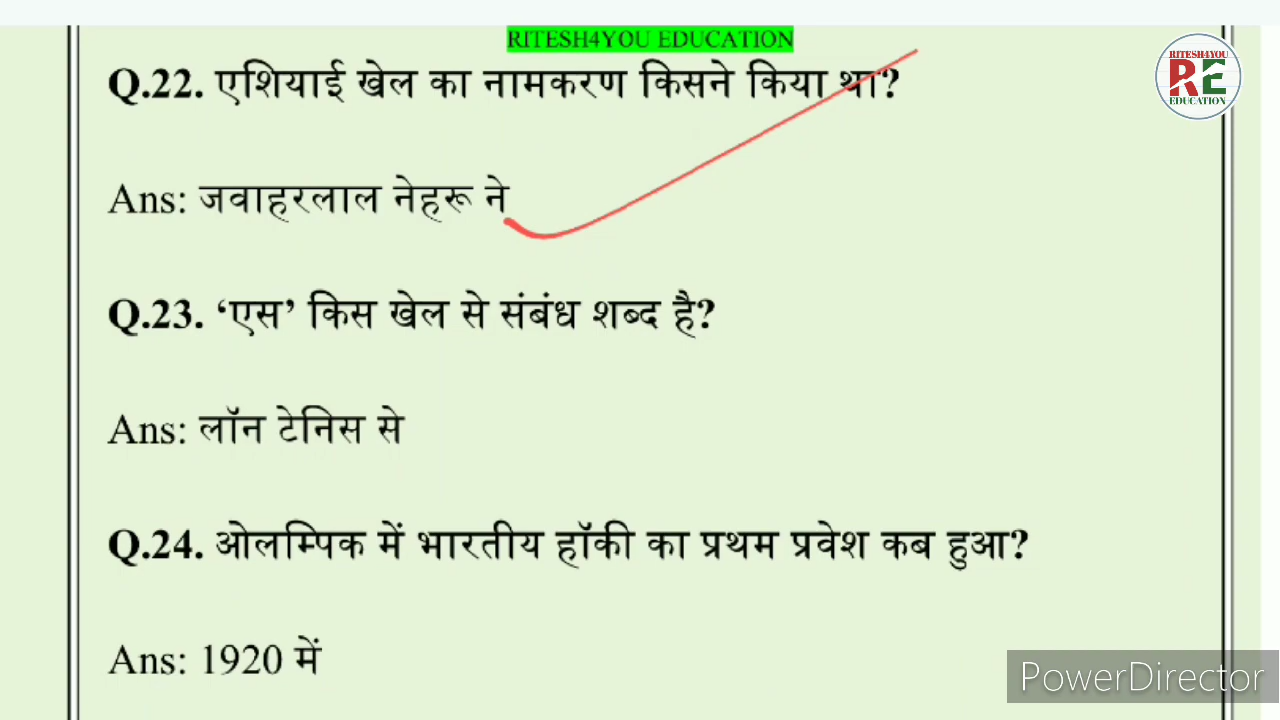 RITESH4YOU EDUCATION
Q.22. एशियाई खेल का नामकरण किसने किया था?
RITESH4YOU
RE
EDUCATION
Ans: जवाहरलाल नेहरू ने
Q.23. ‘एस’ किस खेल से संबंध शब्द है?
Ans: लॉन टेनिस से
Q.24. ओलम्पिक में भारतीय हॉकी का प्रथम प्रवेश कब हुआ?
Ans: 1920 में
PowerDirector